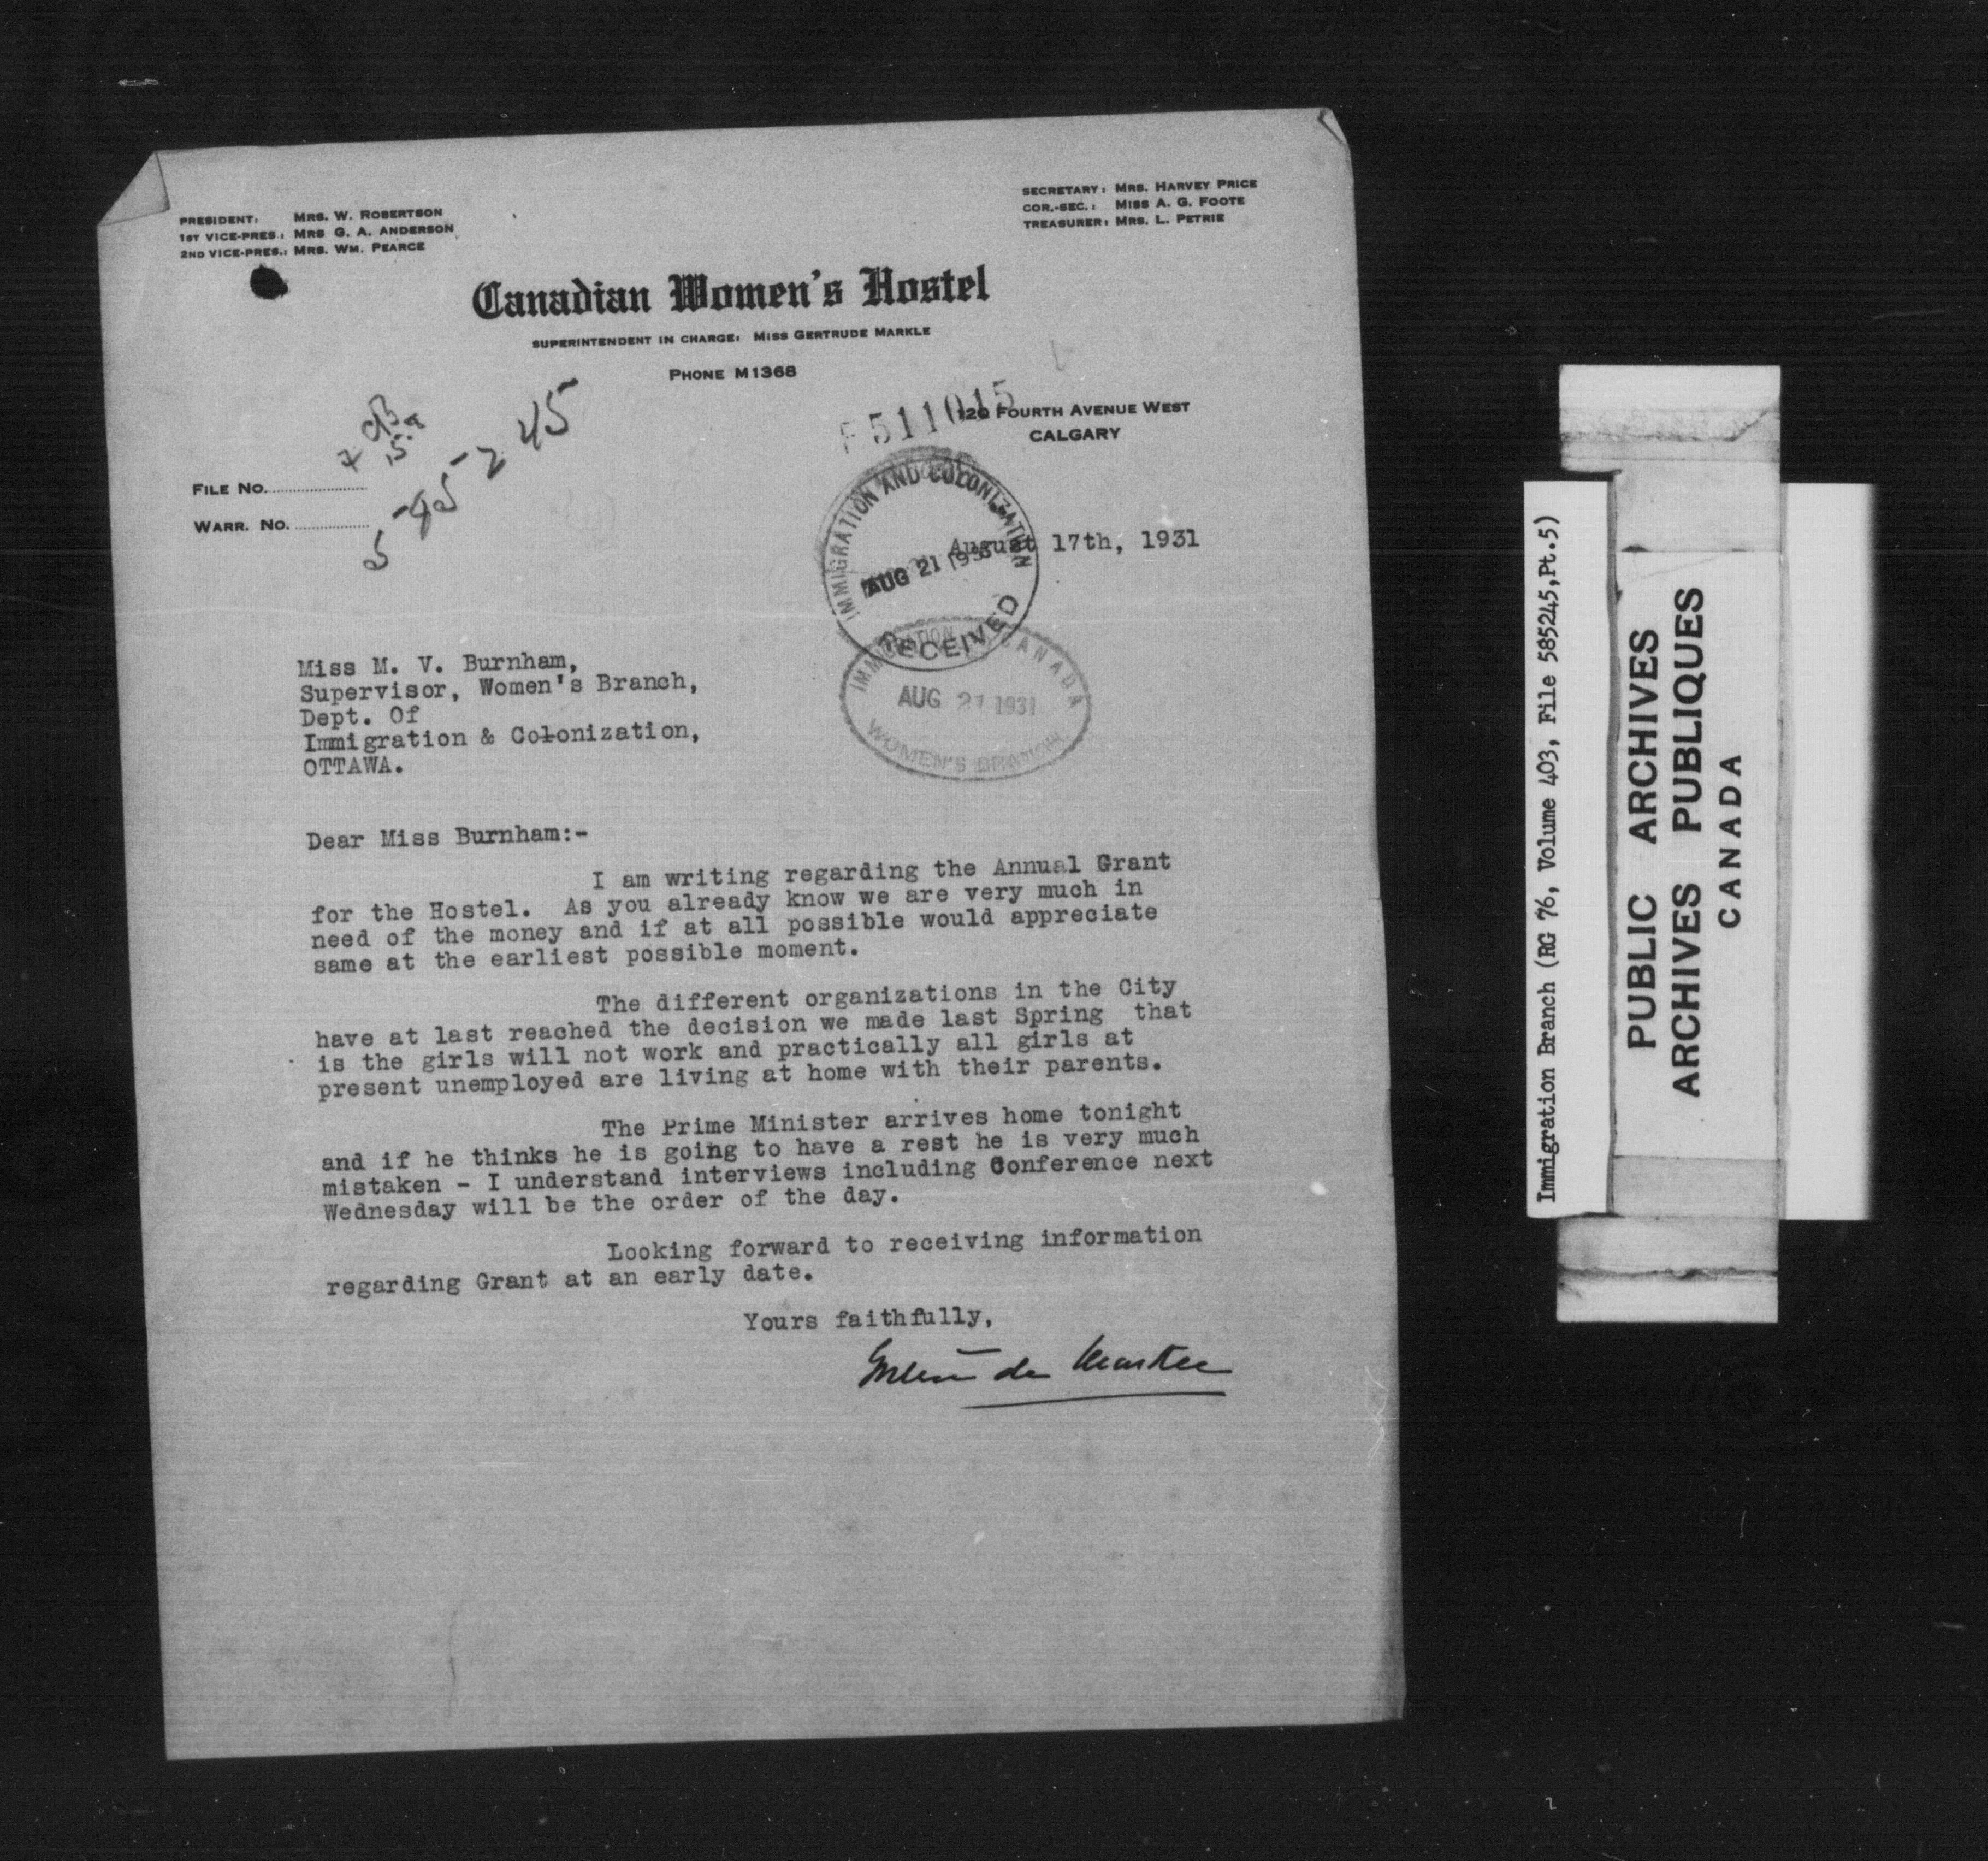 PRESIDENT: MRS. W. ROBERTSON
1ST VICE-PRES.: MRS G. A. ANDERSON
2ND VICE-PRES.: MRS. WM. PEARCE
SECRETARY: MRS. HARVEY PRICE
COR.-SEC.: MISS A. G. FOOTE
TREASURER: MRS. L. PETRIE
Canadian Women's Hostel
SUPERINTENDENT IN CHARGE: MISS GERTRUDE MARKLE
PHONE M1368
511015
120 FOURTH AVENUE WEST
CALGARY
FILE NO.
WARR. NO.
IMMIGRATION AND COLONIZATION
AUG 21 1931
RECEIVED
August 17th, 1931
IMMIGRATION CANADA
AUG 21 1931
WOMEN'S BRANCH
Miss M. V. Burnham,
Supervisor, Women's Branch,
Dept. Of
Immigration & Colonization,
OTTAWA.
Dear Miss Burnham:-
I am writing regarding the Annual Grant
for the Hostel. As you already know we are very much in
need of the money and if at all possible would appreciate
same at the earliest possible moment.
The different organizations in the City
have at last reached the decision we made last Spring that
is the girls will not work and practically all girls at
present unemployed are living at home with their parents.
The Prime Minister arrives home tonight
and if he thinks he is going to have a rest he is very much
mistaken - I understand interviews including Conference next
Wednesday will be the order of the day.
Looking forward to receiving information
regarding Grant at an early date.
Yours faithfully,
Gertrude Markle
Immigration Branch (RG 76, Volume 403, File 585245,Pt.5)
PUBLIC ARCHIVES
ARCHIVES PUBLIQUES
CANADA